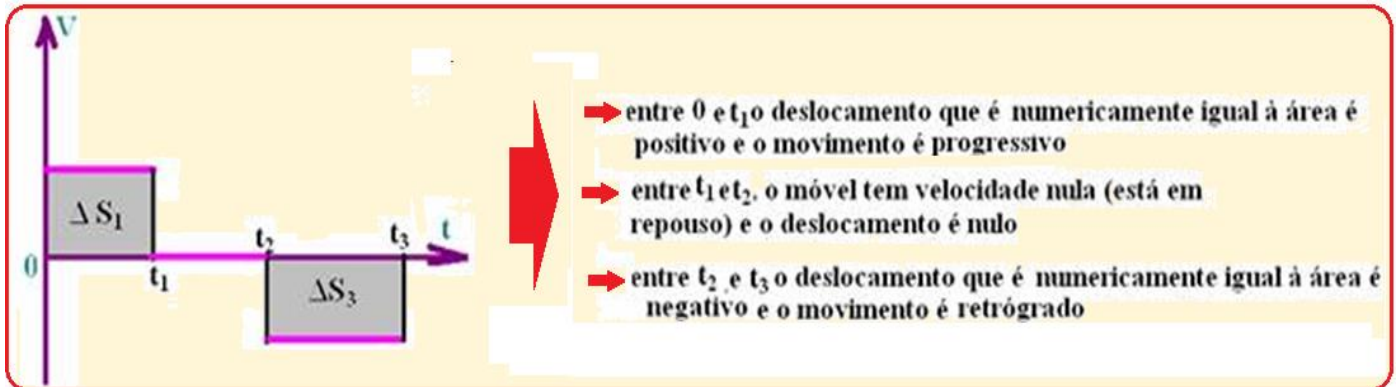 V
ΔS₁
0
t₁
t₂
t₃
t
ΔS₃
entre 0 e t₁ o deslocamento que é numericamente igual à área é
positivo e o movimento é progressivo
entre t₁ e t₂. o móvel tem velocidade nula (está em
repouso) e o deslocamento é nulo
entre t₂ e t₃ o deslocamento que é numericamente igual à área é
negativo e o movimento é retrógrado